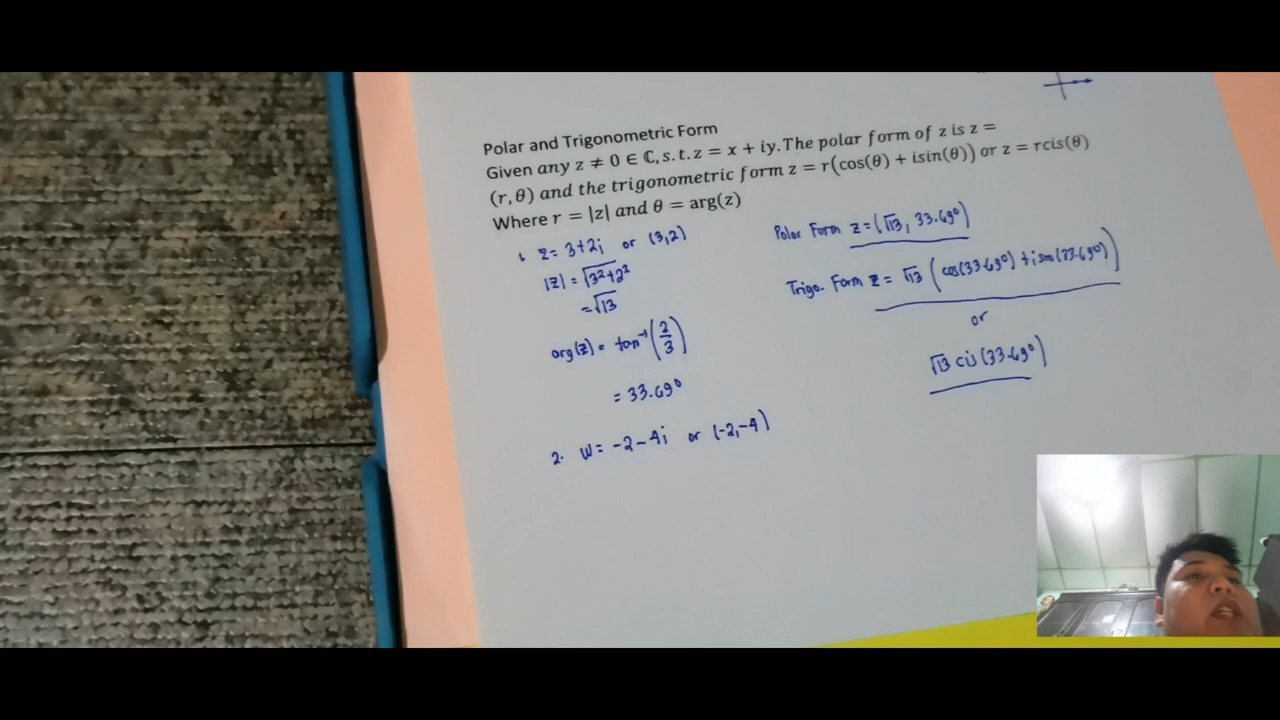 Polar and Trigonometric Form
Given any z ≠ 0 ∈ ℂ, s.t. z = x + iy. The polar form of z is z =
(r, θ) and the trigonometric form z = r(cos(θ) + isin(θ)) or z = rcis(θ)
Where r = |z| and θ = arg(z)
1. z = 3+2i or (3,2)
|z| = √3²+2²
= √13
arg(z) = tan⁻¹(2/3)
= 33.69°
2. W = -2-4i or (-2,-4)
Polar Form z = (√13, 33.69°)
Trigo. Form z = √13 (cos(33.69°) + isin(33.69°))
or
√13 cis (33.69°)